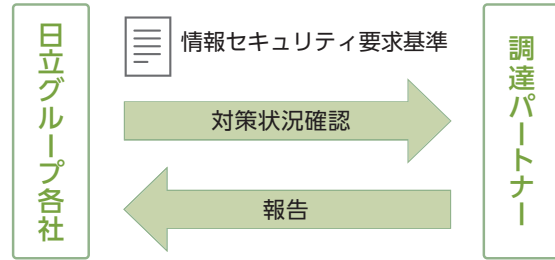 日立グループ各社
情報セキュリティ要求基準
対策状況確認
報告
調達パートナー